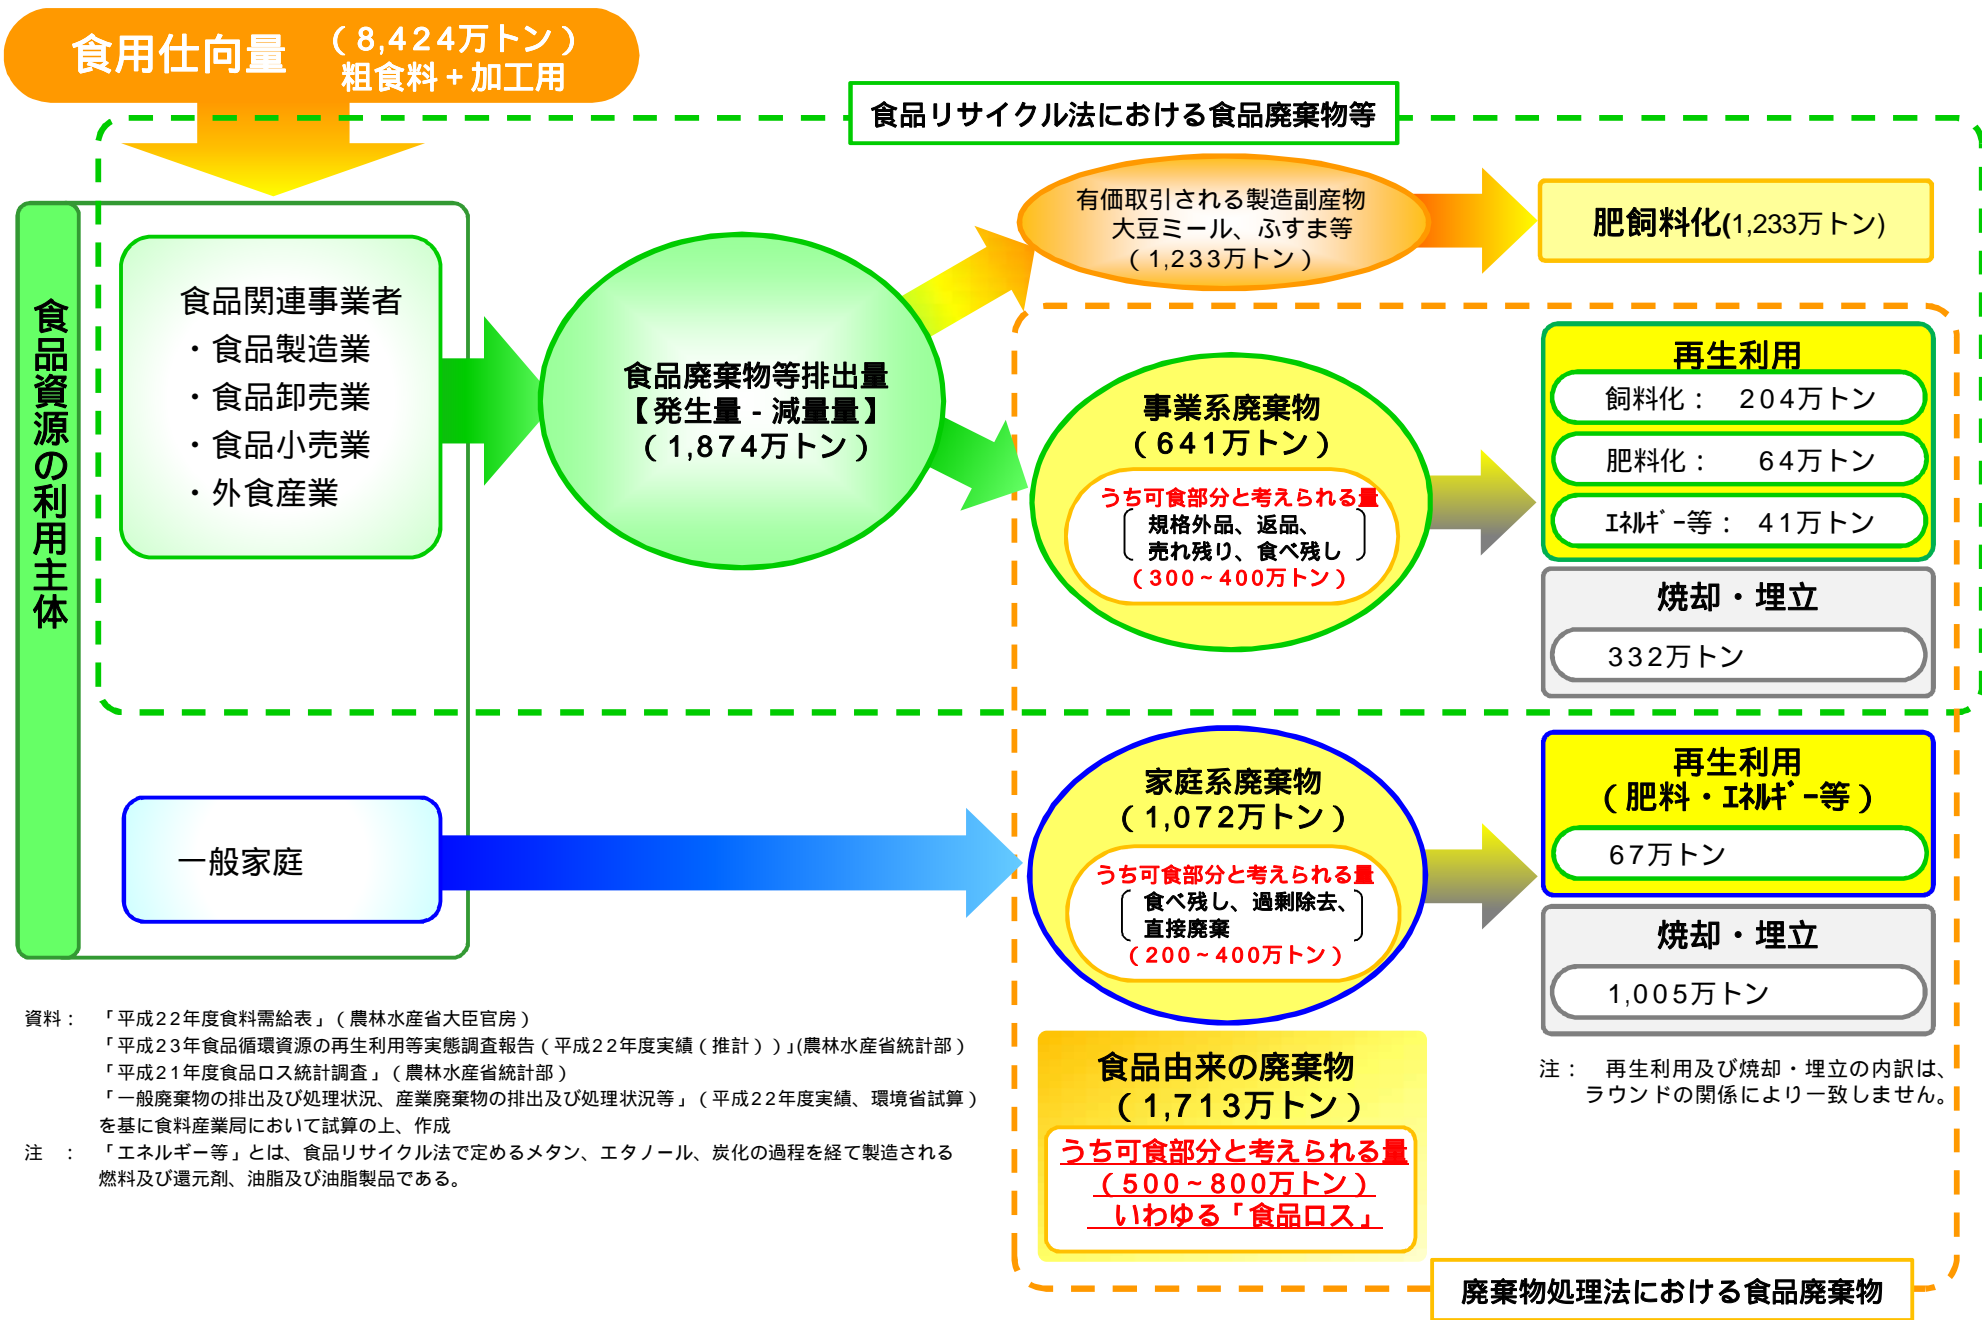 食用仕向量
（8,424万トン）
粗食料＋加工用
食品リサイクル法における食品廃棄物等
食品資源の利用主体
食品関連事業者
・食品製造業
・食品卸売業
・食品小売業
・外食産業
食品廃棄物等排出量
【発生量－減量量】
（1,874万トン）
有価取引される製造副産物
大豆ミール、ふすま等
（1,233万トン）
肥飼料化(1,233万トン)
事業系廃棄物
（641万トン）
うち可食部分と考えられる量
規格外品、返品、
売れ残り、食べ残し
（300~400万トン）
再生利用
飼料化：　204万トン
肥料化：　64万トン
ｴﾈﾙｷﾞｰ等：　41万トン
焼却・埋立
332万トン
一般家庭
家庭系廃棄物
（1,072万トン）
うち可食部分と考えられる量
食べ残し、過剰除去、
直接廃棄
（200~400万トン）
再生利用
（肥料・ｴﾈﾙｷﾞｰ等）
67万トン
焼却・埋立
1,005万トン
食品由来の廃棄物
（1,713万トン）
うち可食部分と考えられる量
（500~800万トン）
いわゆる「食品ロス」
注：　再生利用及び焼却・埋立の内訳は、
ラウンドの関係により一致しません。
廃棄物処理法における食品廃棄物
資料：　「平成22年度食料需給表」（農林水産省大臣官房）
「平成23年食品循環資源の再生利用等実態調査報告（平成22年度実績（推計））」(農林水産省統計部）
「平成21年度食品ロス統計調査」（農林水産省統計部）
「一般廃棄物の排出及び処理状況、産業廃棄物の排出及び処理状況等」（平成22年度実績、環境省試算）
を基に食料産業局において試算の上、作成
注　：　「エネルギー等」とは、食品リサイクル法で定めるメタン、エタノール、炭化の過程を経て製造される
燃料及び還元剤、油脂及び油脂製品である。